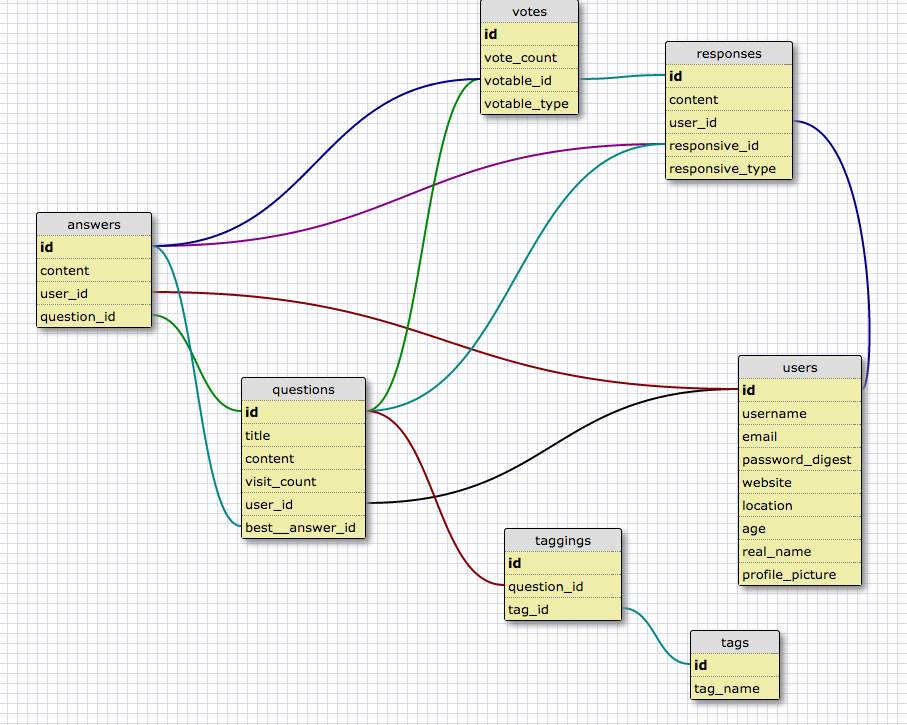 votes
id
vote_count
votable_id
votable_type
responses
id
content
user_id
responsive_id
responsive_type
answers
id
content
user_id
question_id
questions
id
title
content
visit_count
user_id
best__answer_id
users
id
username
email
password_digest
website
location
age
real_name
profile_picture
taggings
id
question_id
tag_id
tags
id
tag_name